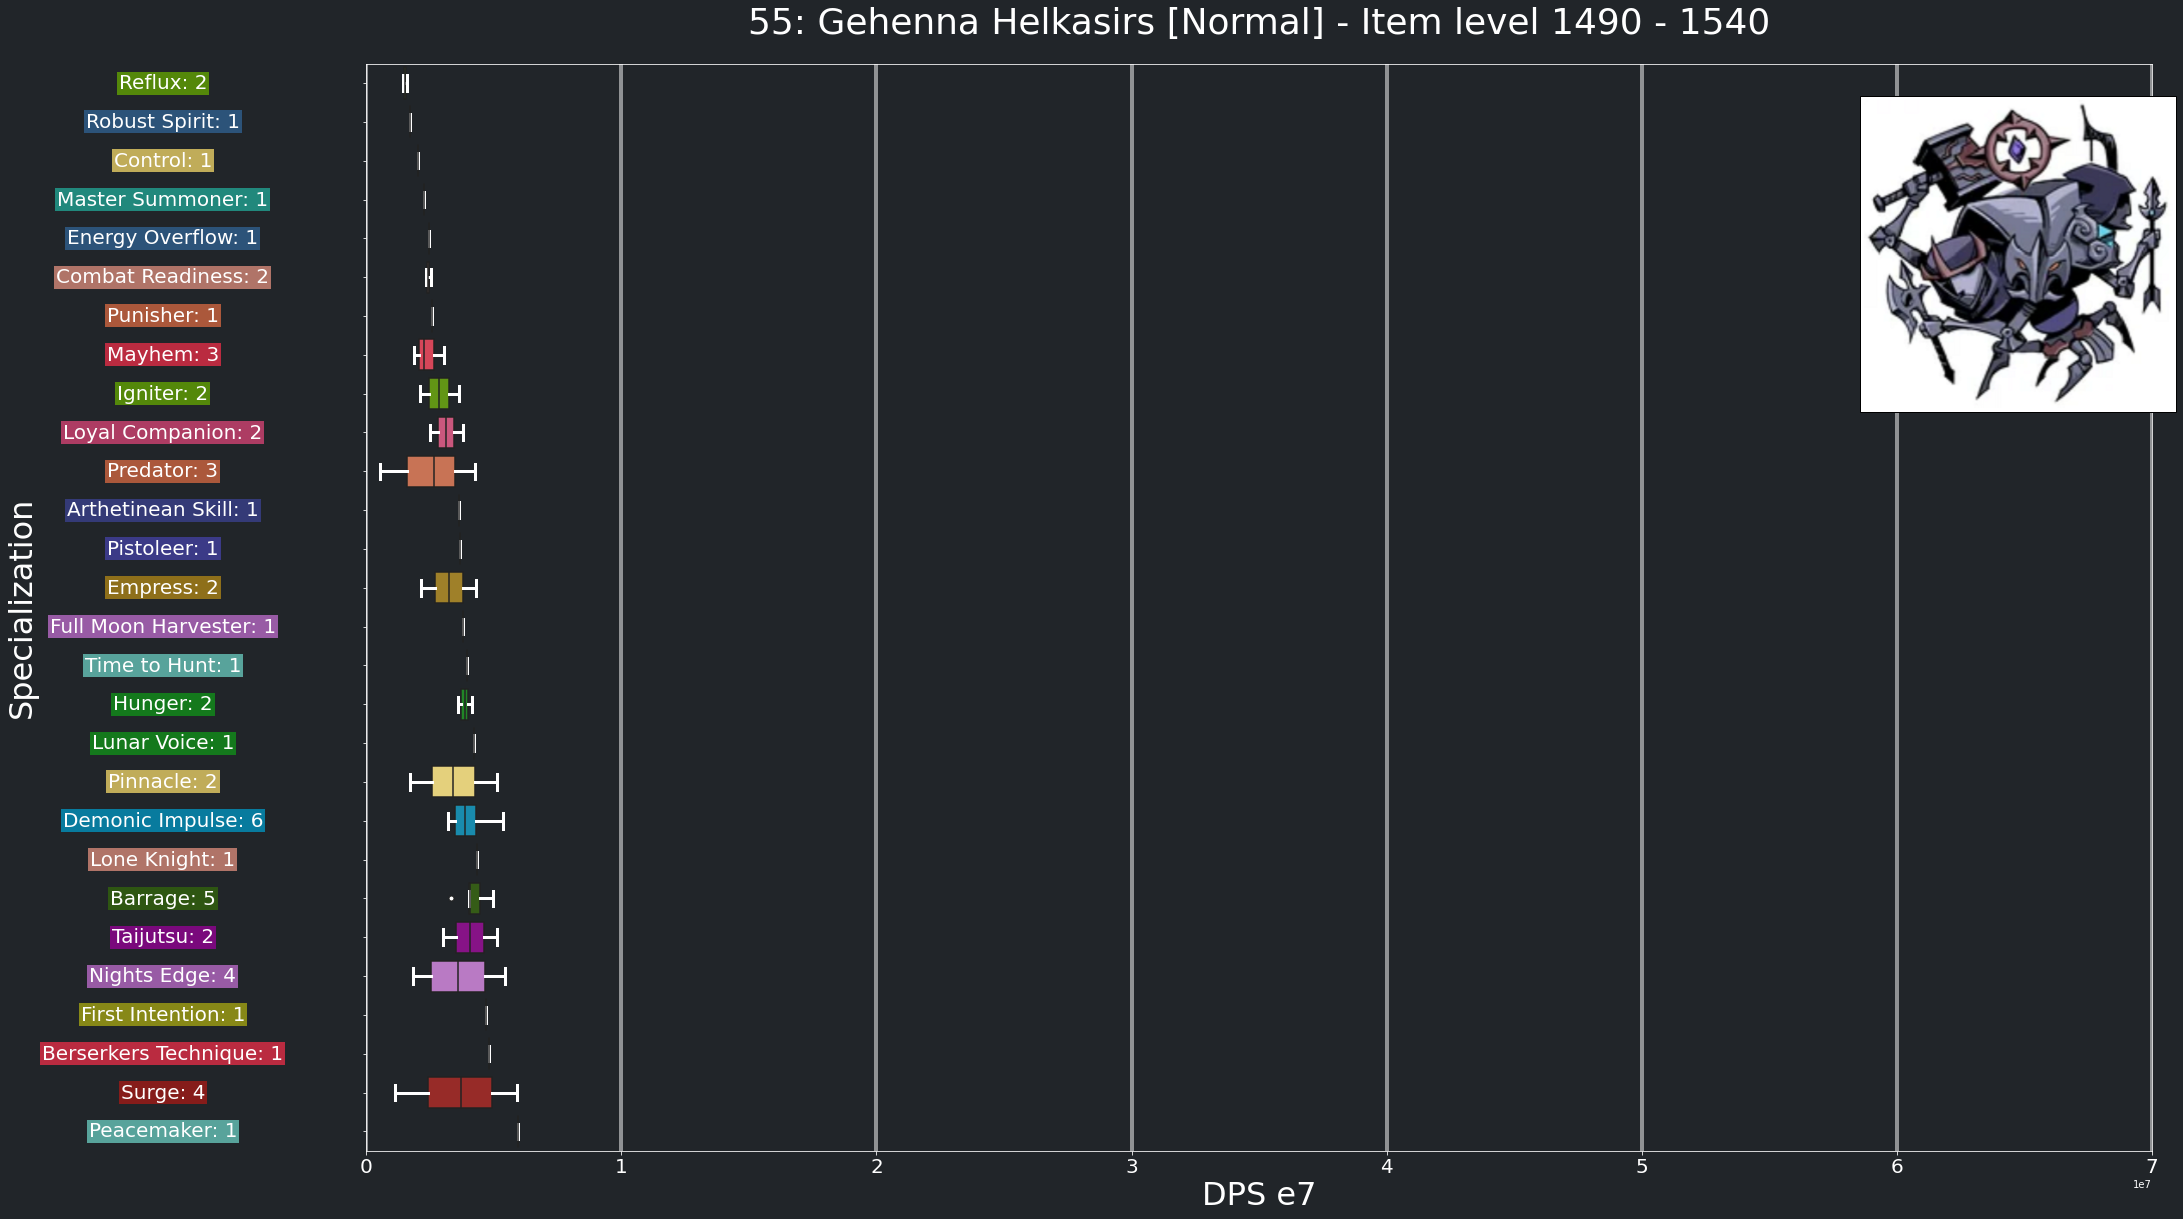 55: Gehenna Helkasirs [Normal] - Item level 1490 - 1540
Specialization
Reflux: 2
Robust Spirit: 1
Control: 1
Master Summoner: 1
Energy Overflow: 1
Combat Readiness: 2
Punisher: 1
Mayhem: 3
Igniter: 2
Loyal Companion: 2
Predator: 3
Arthetinean Skill: 1
Pistoleer: 1
Empress: 2
Full Moon Harvester: 1
Time to Hunt: 1
Hunger: 2
Lunar Voice: 1
Pinnacle: 2
Demonic Impulse: 6
Lone Knight: 1
Barrage: 5
Taijutsu: 2
Nights Edge: 4
First Intention: 1
Berserkers Technique: 1
Surge: 4
Peacemaker: 1
0 1 2 3 4 5 6 7
1e7
DPS e7